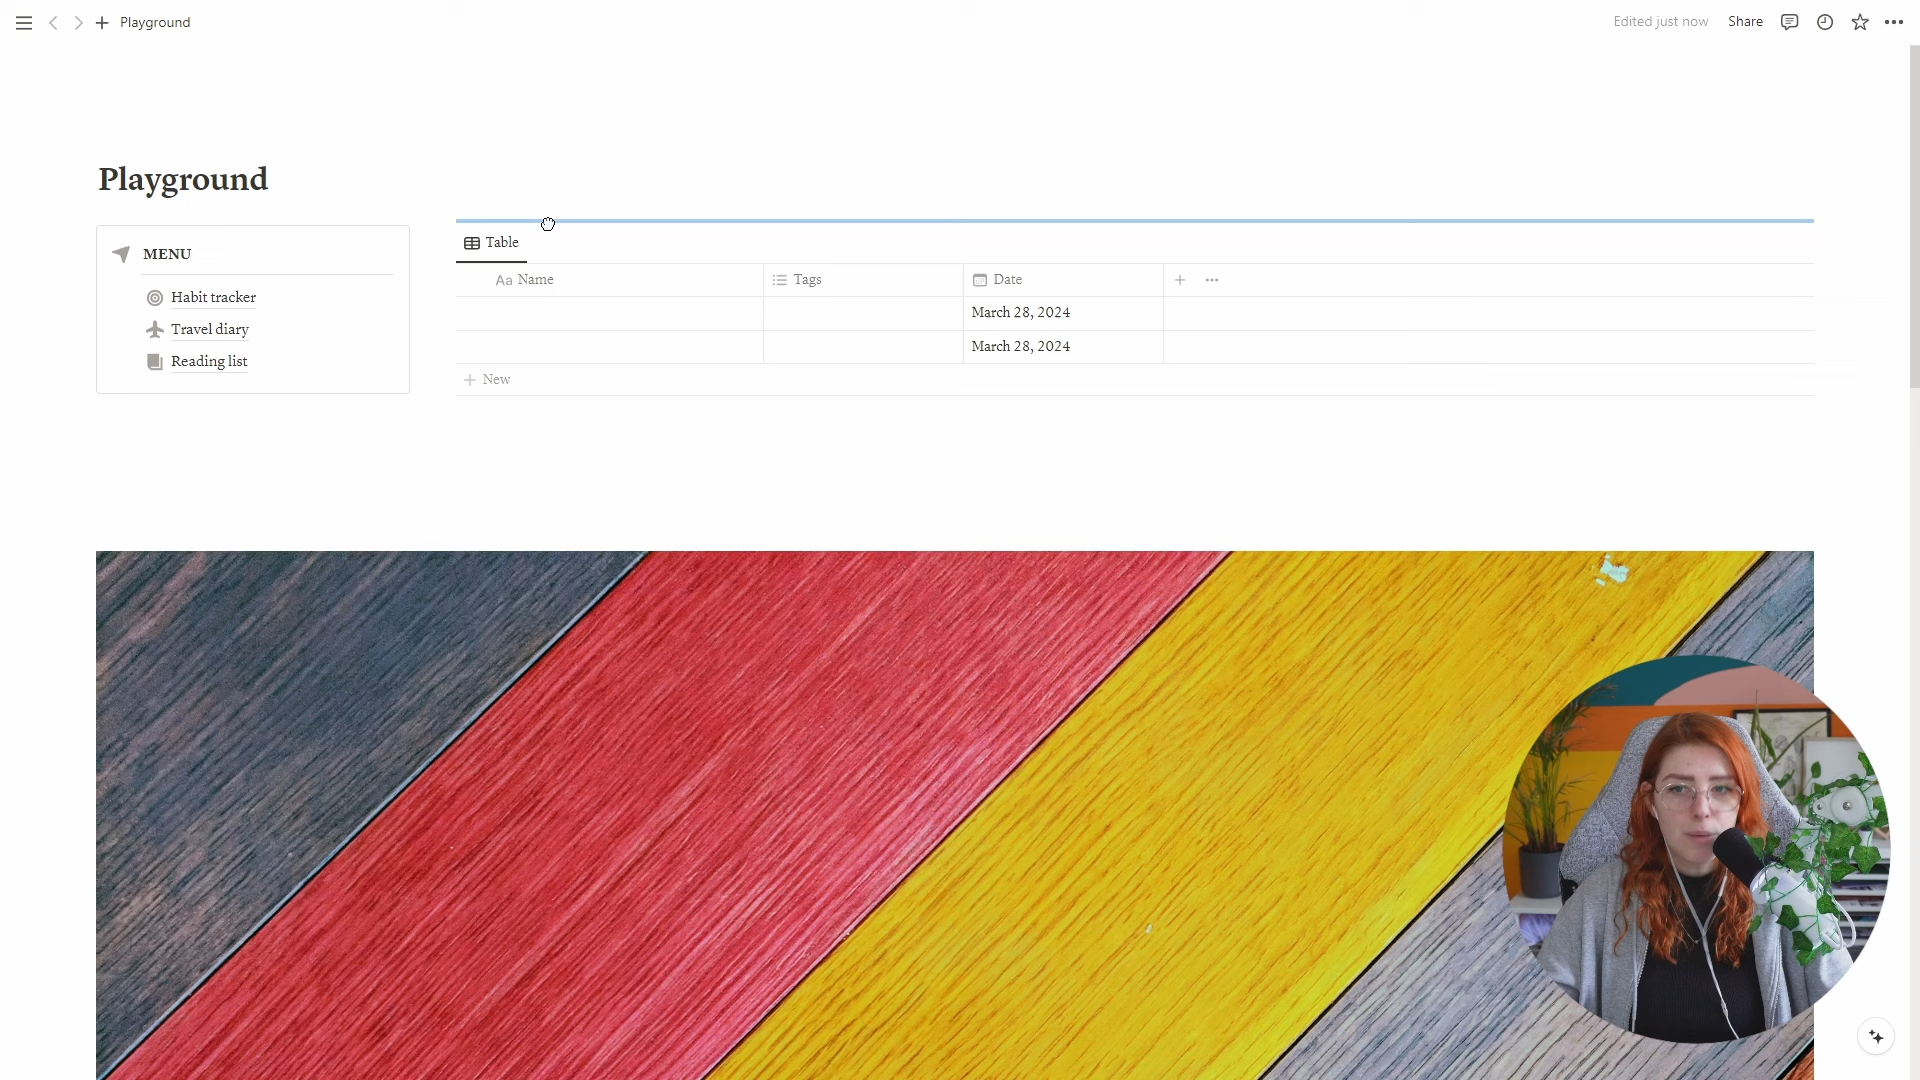 Playground
Edited just now
Share
Playground
MENU
Habit tracker
Travel diary
Reading list
Table
Aa Name
Tags
Date
March 28, 2024
March 28, 2024
New